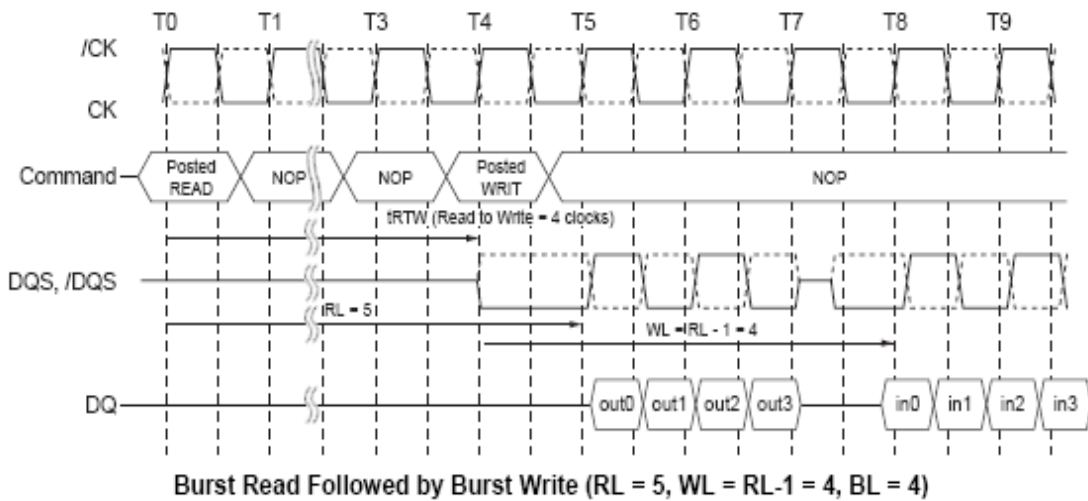 T0 T1 T3 T4 T5 T6 T7 T8 T9
/CK
CK
Command
Posted READ
NOP
NOP
Posted WRIT
NOP
tRTW (Read to Write = 4 clocks)
DQS, /DQS
RL = 5
WL = RL - 1 = 4
DQ
out0 out1 out2 out3 in0 in1 in2 in3
Burst Read Followed by Burst Write (RL = 5, WL = RL-1 = 4, BL = 4)